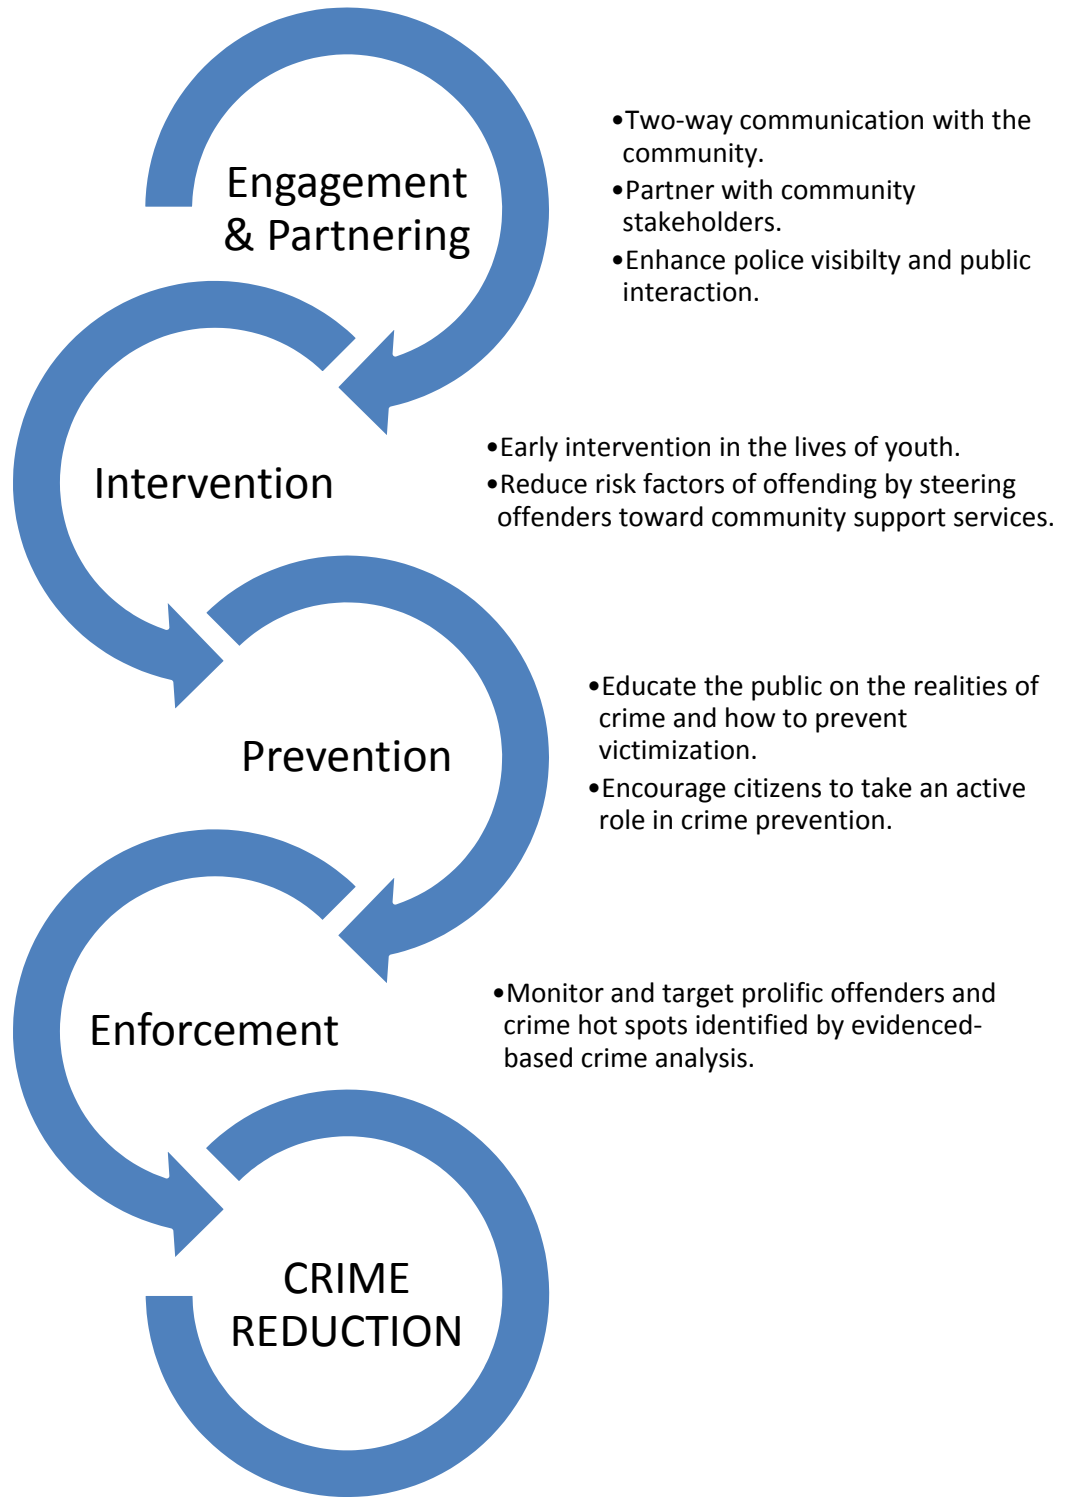 Engagement
& Partnering
•Two-way communication with the
community.
•Partner with community
stakeholders.
•Enhance police visibilty and public
interaction.
Intervention
•Early intervention in the lives of youth.
•Reduce risk factors of offending by steering
offenders toward community support services.
Prevention
•Educate the public on the realities of
crime and how to prevent
victimization.
•Encourage citizens to take an active
role in crime prevention.
Enforcement
•Monitor and target prolific offenders and
crime hot spots identified by evidenced-
based crime analysis.
CRIME
REDUCTION